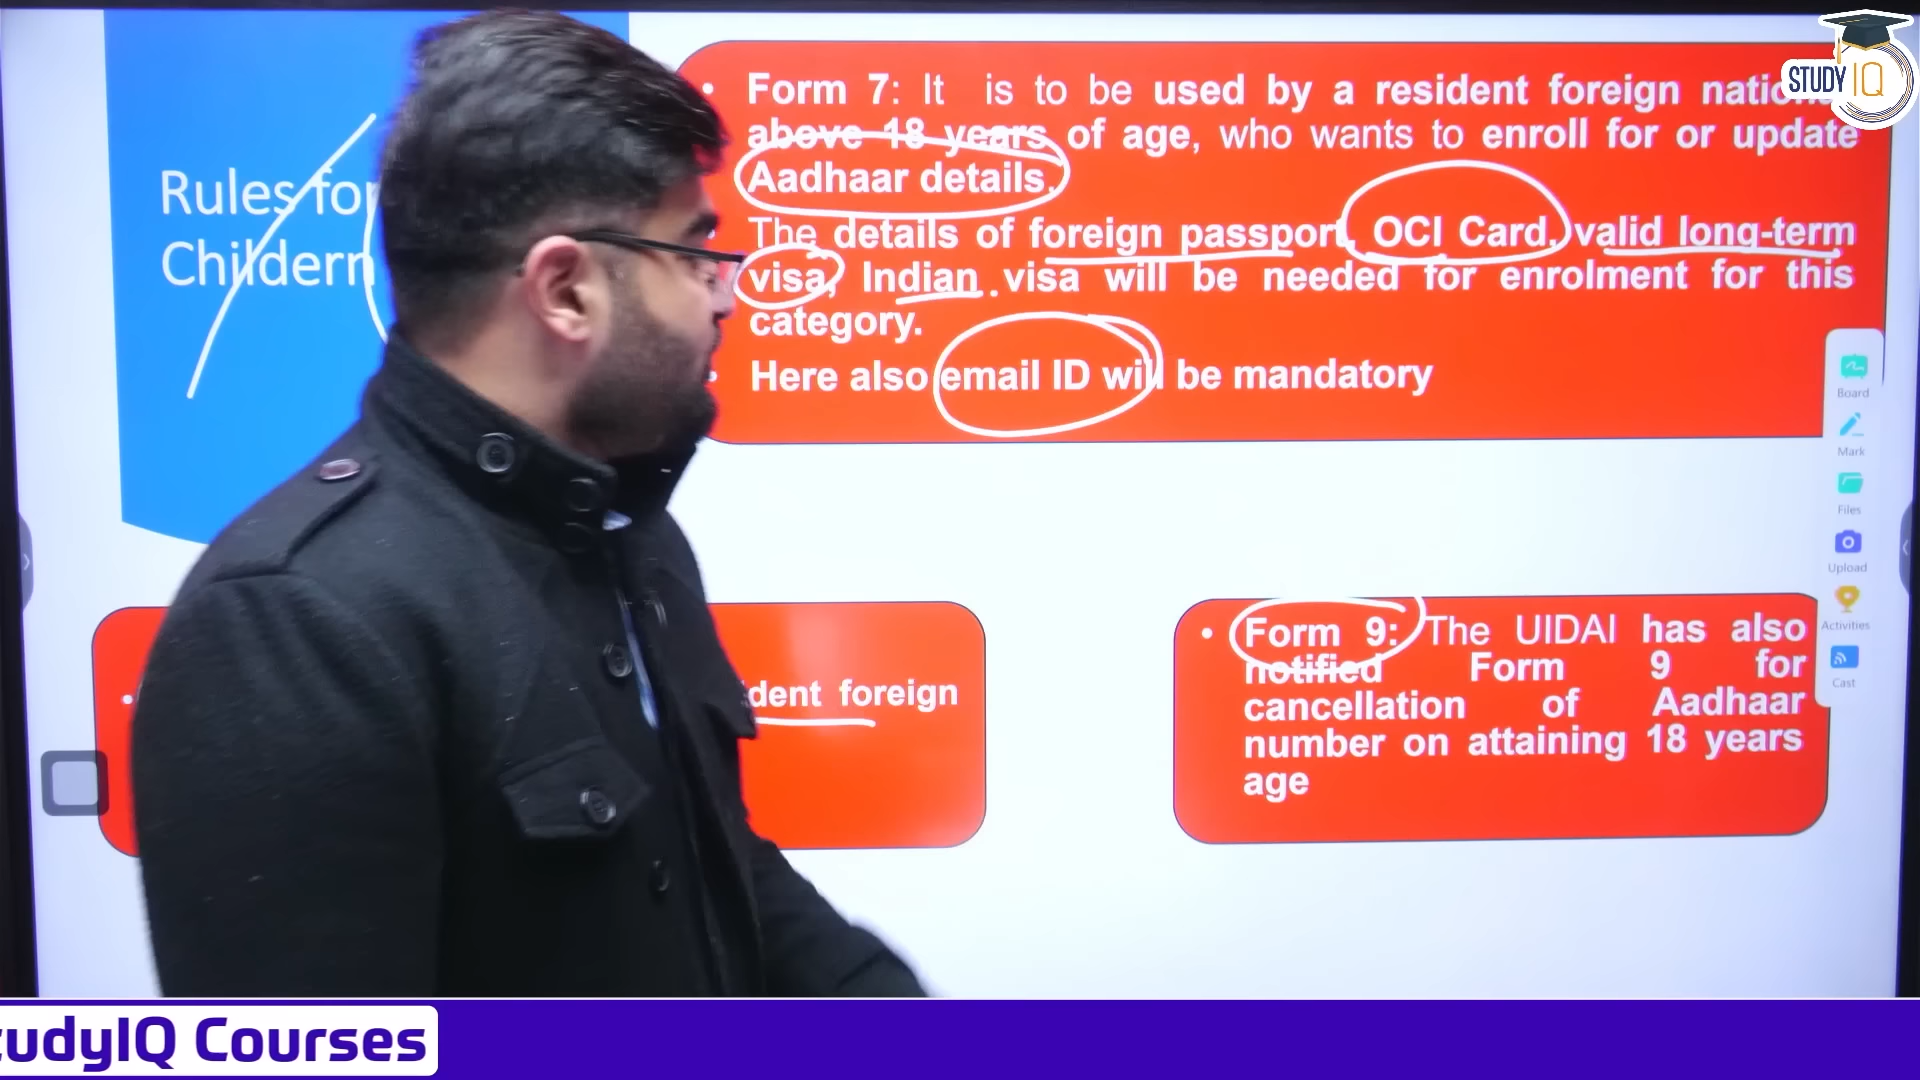 STUDY IQ
Rules for
Childern
• Form 7: It is to be used by a resident foreign
above 18 years of age, who wants to enroll for or update
Aadhaar details.
The details of foreign passport, OCI Card, valid long-term
visa, Indian visa will be needed for enrolment for this
category.
• Here also email ID will be mandatory
Board
Mark
Files
Upload
Activities
Cast
foreign
• Form 9: The UIDAI has also
notified Form 9 for
cancellation of Aadhaar
number on attaining 18 years
age
Courses